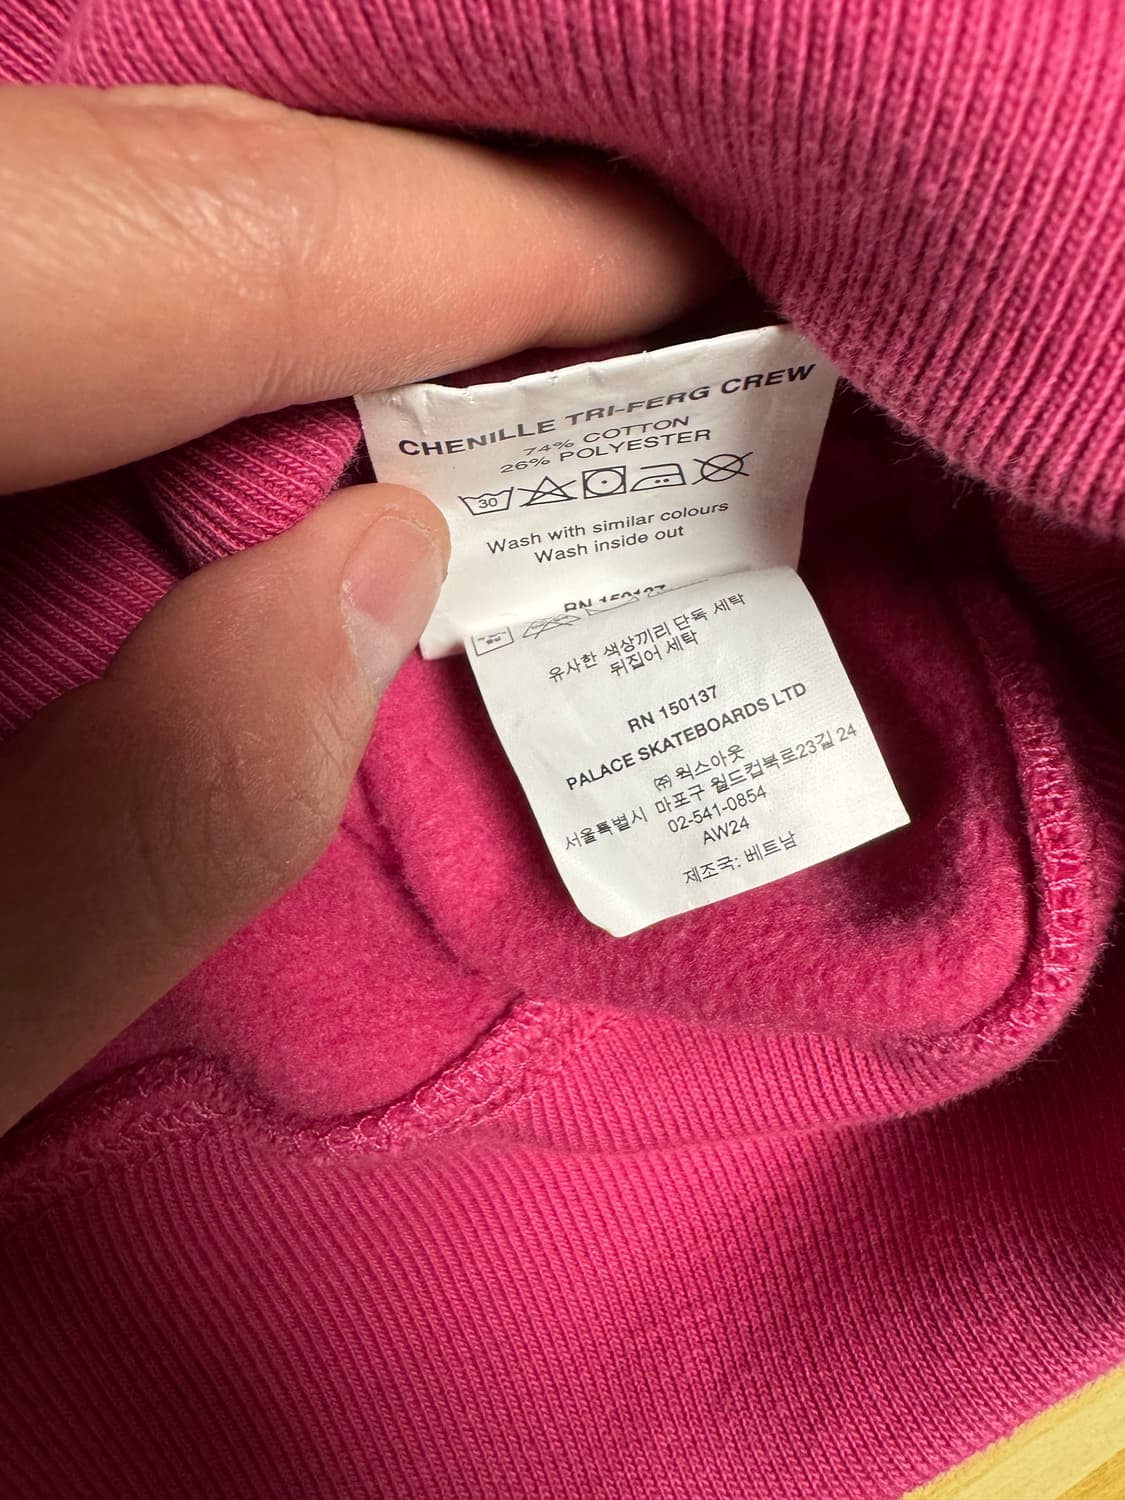 CHENILLE TRI-FERG CREW
74% COTTON
26% POLYESTER
30
Wash with similar colours
Wash inside out
RN 150137
유사한 색상끼리 단독 세탁
뒤집어 세탁
RN 150137
PALACE SKATEBOARDS LTD
㈜ 웍스아웃
서울특별시 마포구 월드컵북로23길 24
02-541-0854
AW24
제조국: 베트남